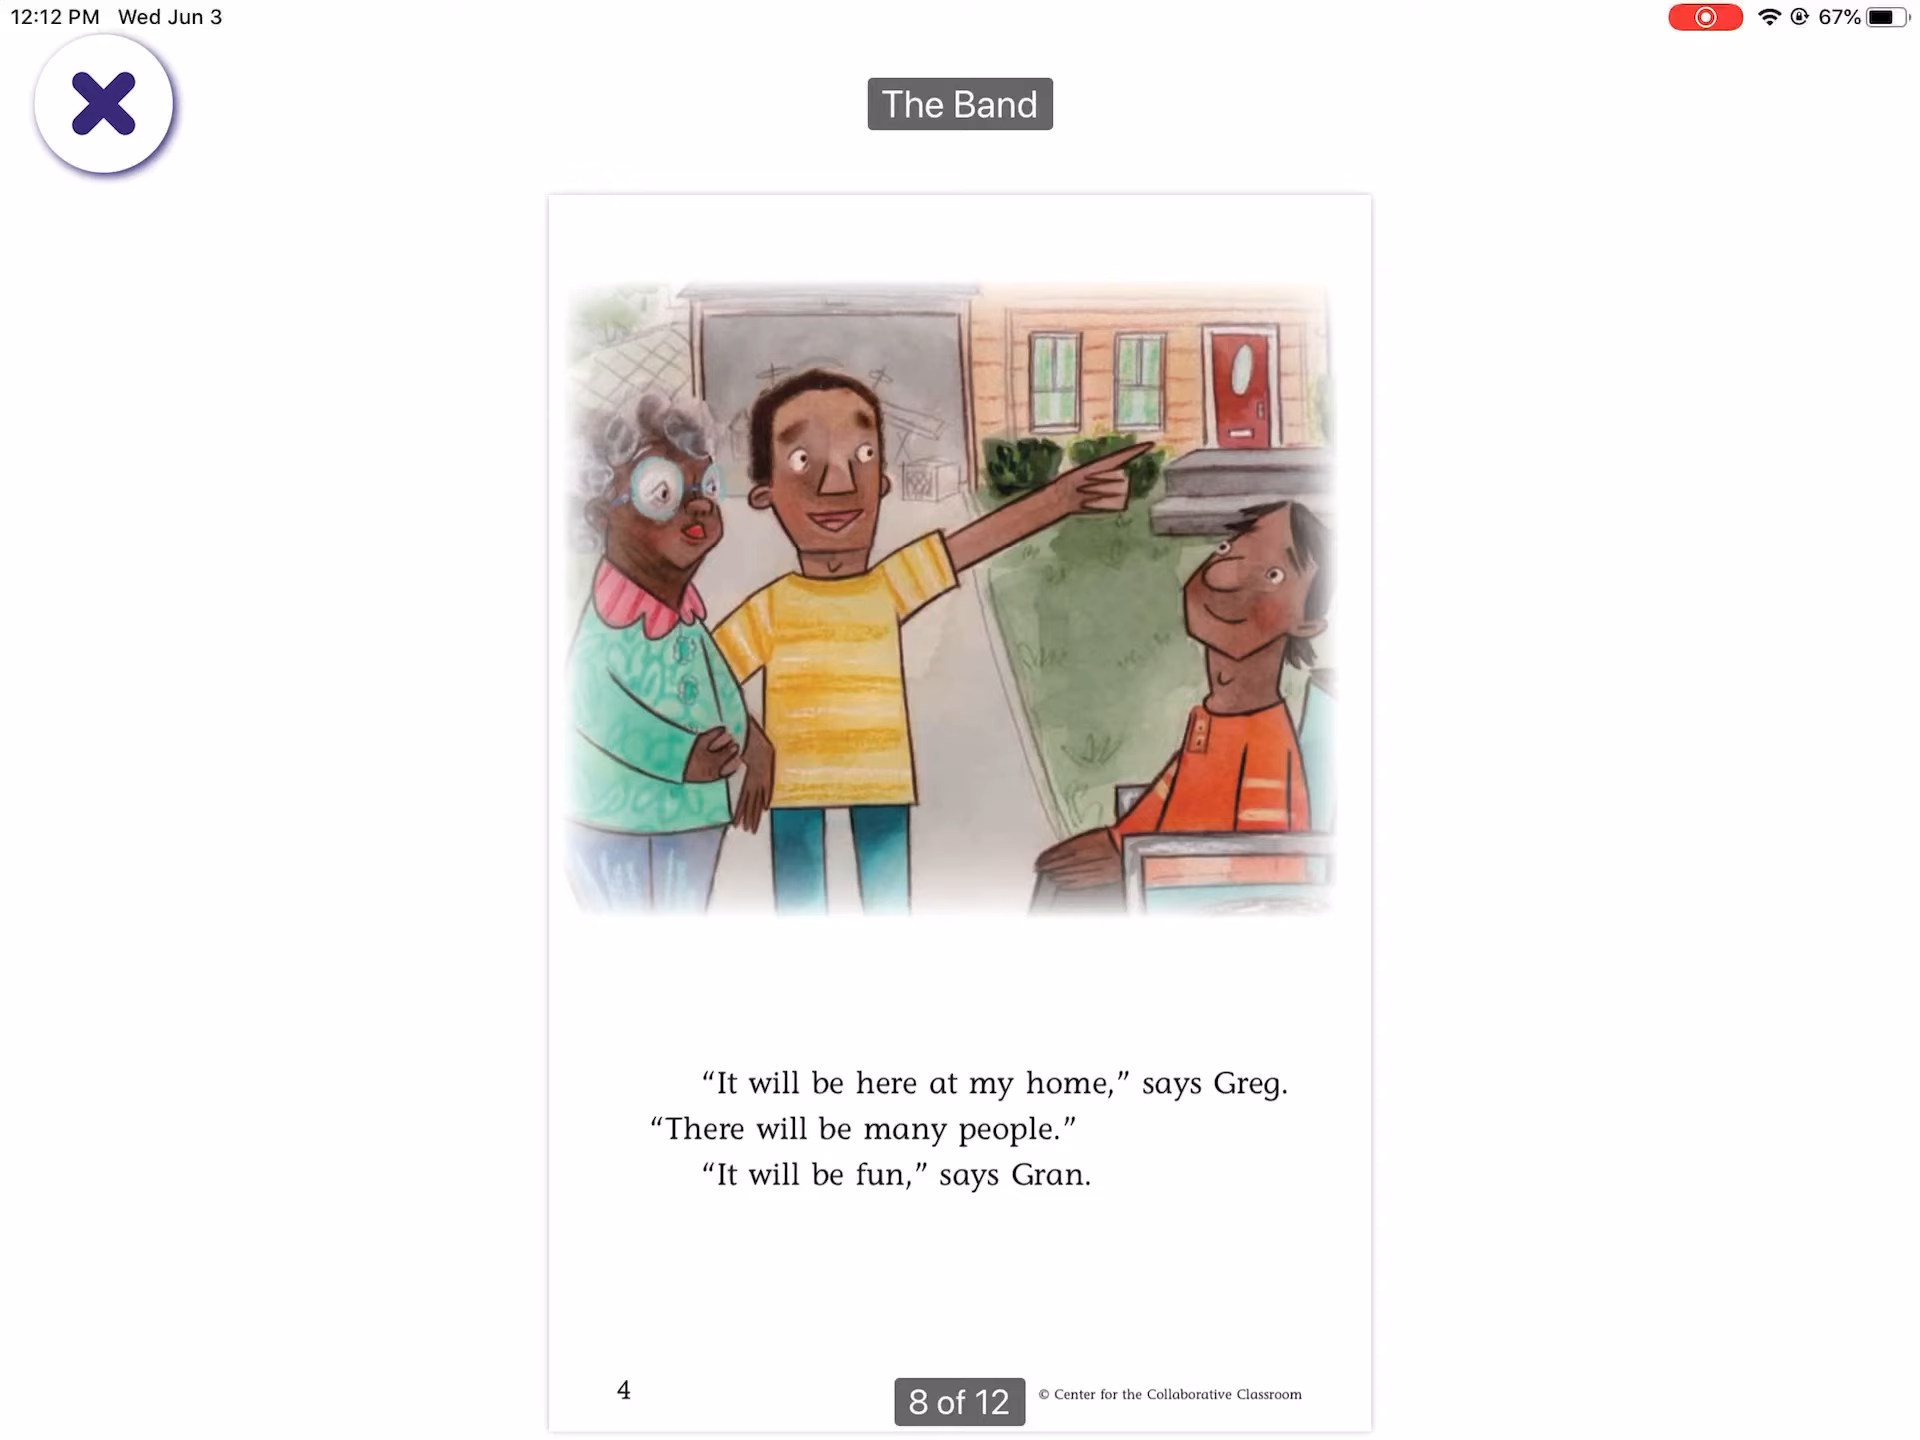 12:12 PM Wed Jun 3
67%
The Band
“It will be here at my home,” says Greg.
“There will be many people.”
“It will be fun,” says Gran.
4
8 of 12
© Center for the Collaborative Classroom